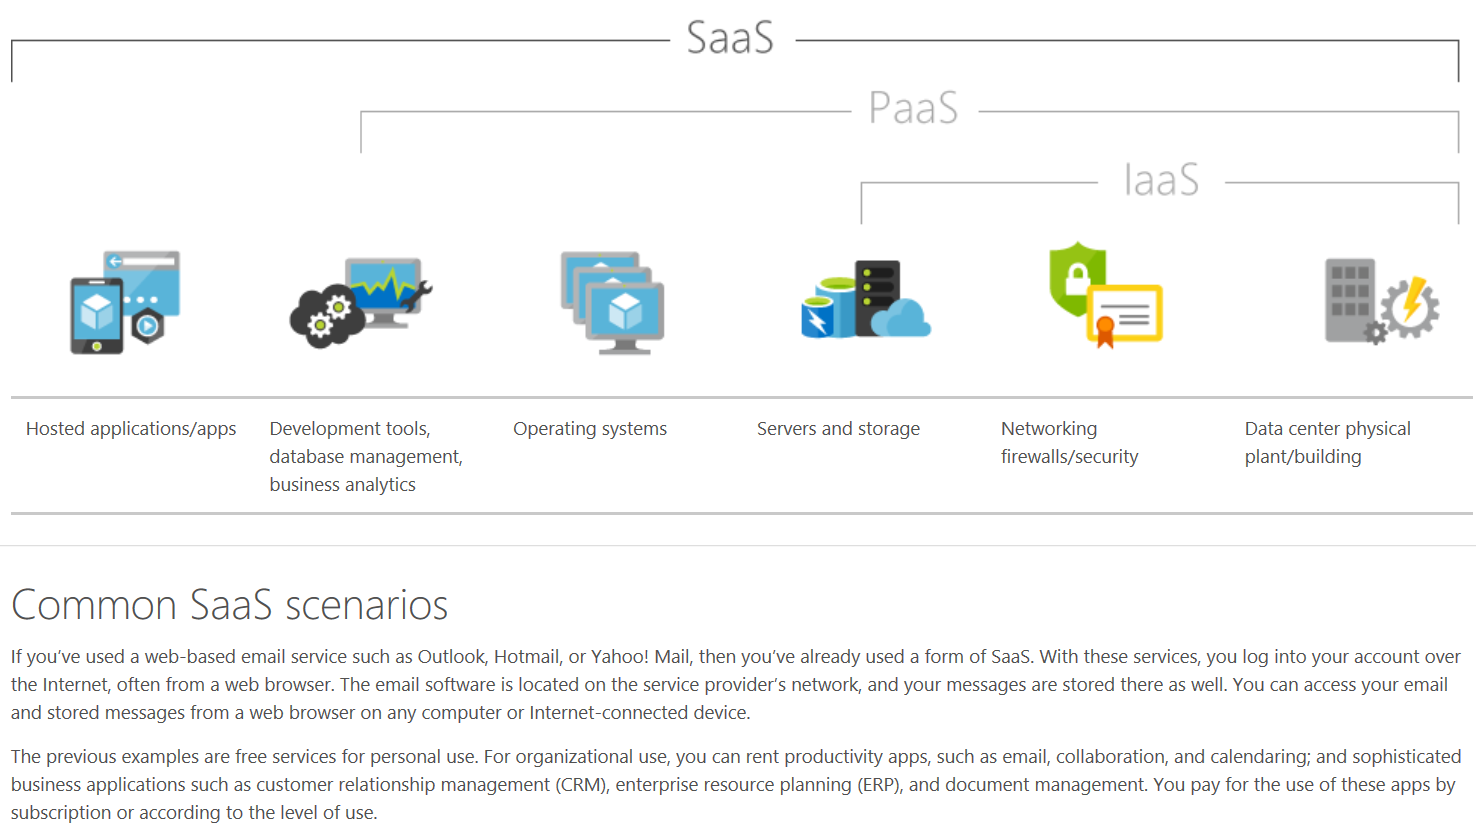 SaaS
PaaS
IaaS
Hosted applications/apps
Development tools,
database management,
business analytics
Operating systems
Servers and storage
Networking
firewalls/security
Data center physical
plant/building
Common SaaS scenarios
If you’ve used a web-based email service such as Outlook, Hotmail, or Yahoo! Mail, then you’ve already used a form of SaaS. With these services, you log into your account over
the Internet, often from a web browser. The email software is located on the service provider’s network, and your messages are stored there as well. You can access your email
and stored messages from a web browser on any computer or Internet-connected device.
The previous examples are free services for personal use. For organizational use, you can rent productivity apps, such as email, collaboration, and calendaring; and sophisticated
business applications such as customer relationship management (CRM), enterprise resource planning (ERP), and document management. You pay for the use of these apps by
subscription or according to the level of use.